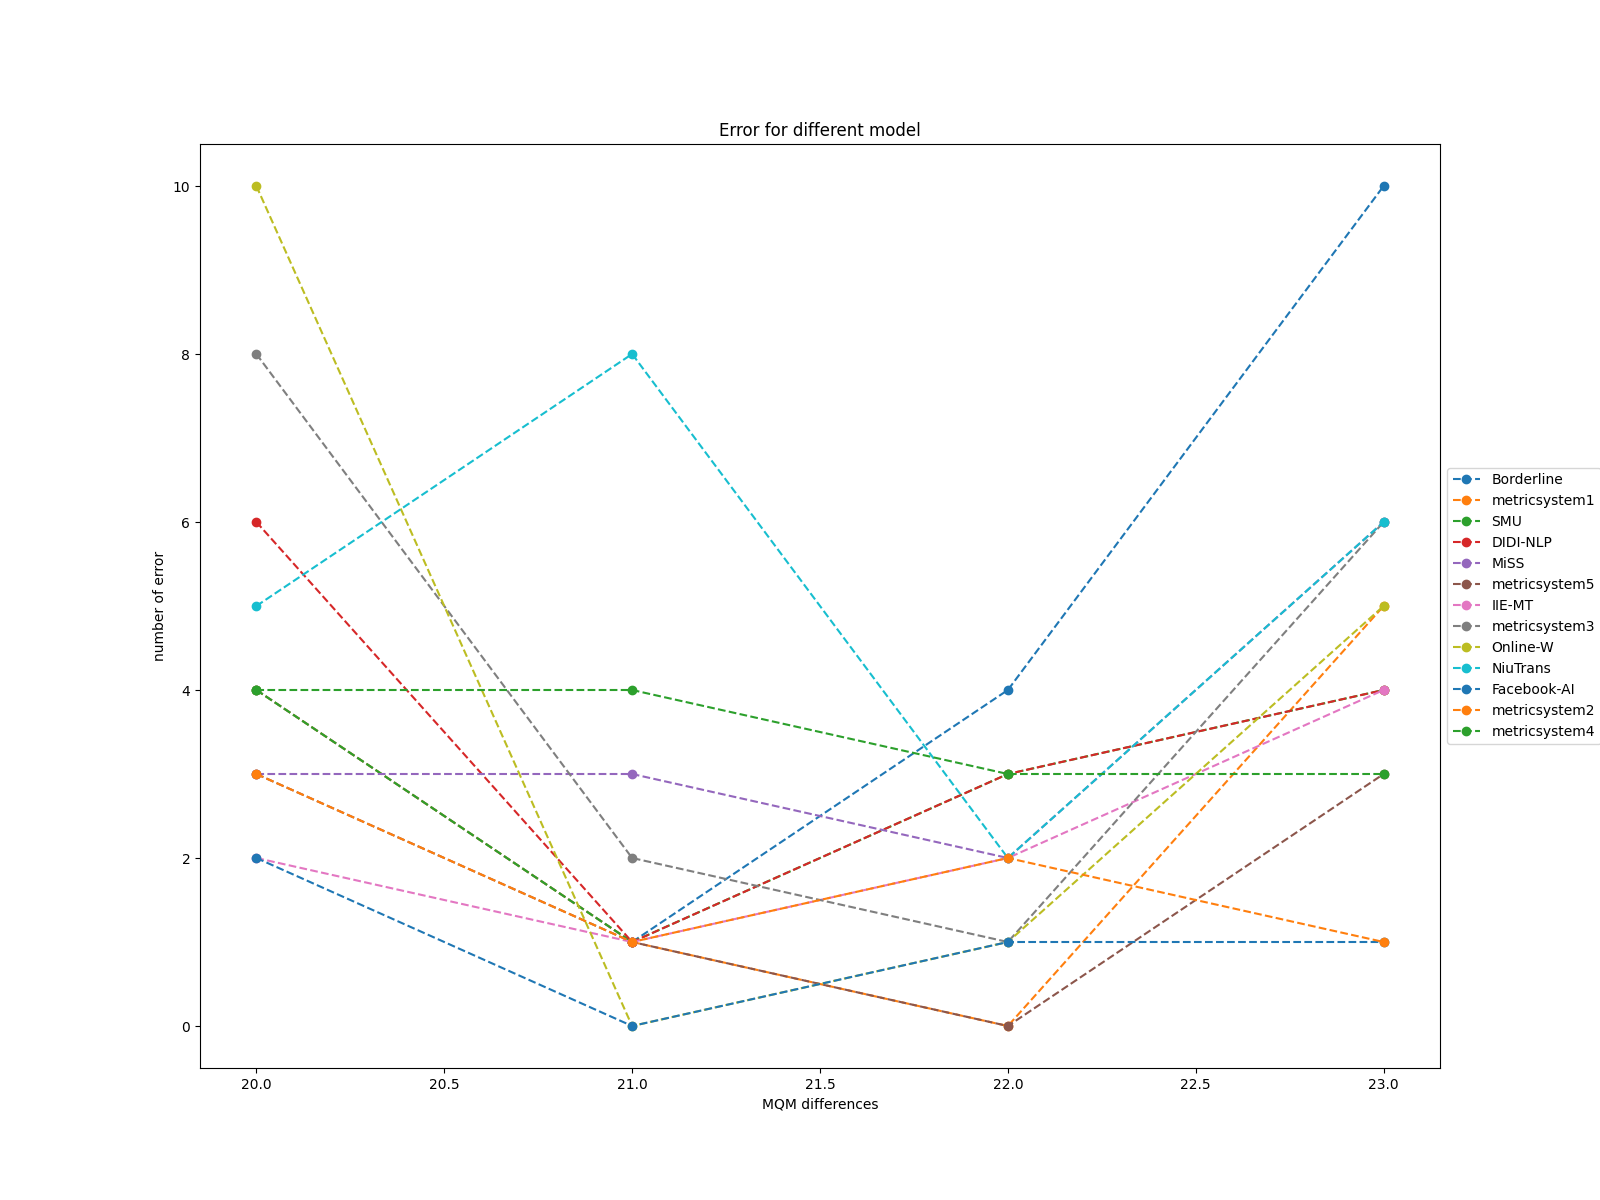 Error for different model
10
8
6
4
2
0
number of error
20.0
20.5
21.0
21.5
22.0
22.5
23.0
MQM differences
Borderline
metricsystem1
SMU
DIDI-NLP
MiSS
metricsystem5
IIE-MT
metricsystem3
Online-W
NiuTrans
Facebook-AI
metricsystem2
metricsystem4